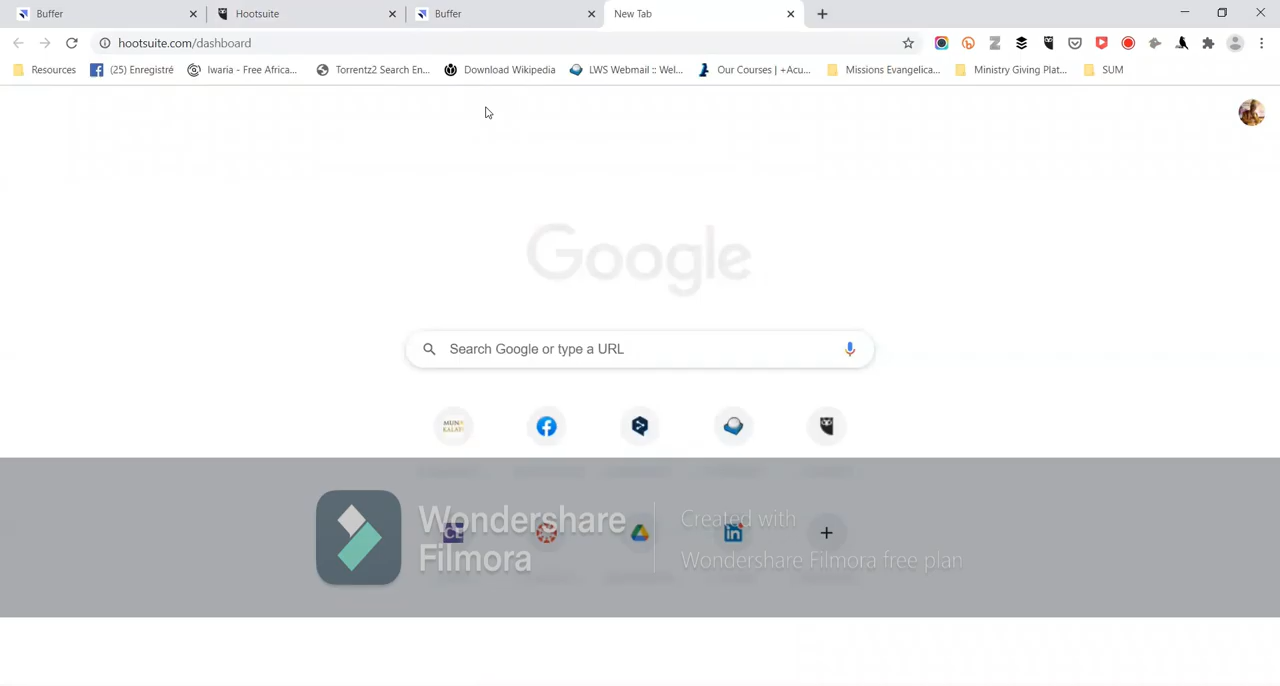 Buffer
Hootsuite
Buffer
New Tab
hootsuite.com/dashboard
Resources
(25) Enregistré
Iwaria - Free Africa...
Torrentz2 Search En...
Download Wikipedia
LWS Webmail :: Wel...
Our Courses | +Acu...
Missions Evangelica...
Ministry Giving Plat...
SUM
Google
Search Google or type a URL
Wondershare
Filmora
Created with
Wondershare Filmora free plan